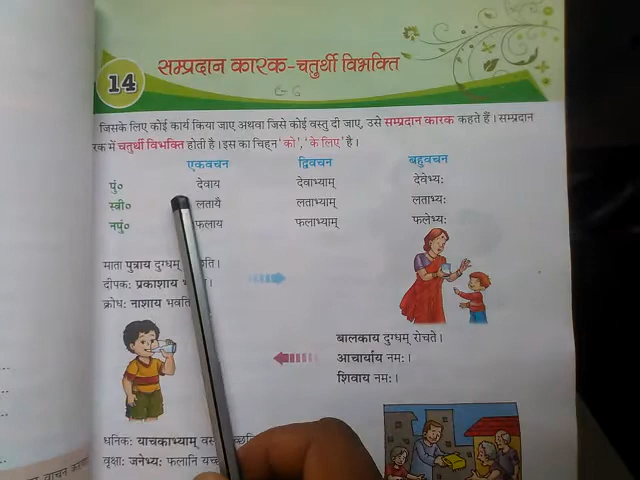 14
सम्प्रदान कारक-चतुर्थी विभक्ति
जिसके लिए कोई कार्य किया जाए अथवा जिसे कोई वस्तु दी जाए, उसे सम्प्रदान कारक कहते हैं। सम्प्रदान
रक में चतुर्थी विभक्ति होती है। इस का चिह्न 'को', 'के लिए' है।
एकवचन द्विवचन बहुवचन
पुं० देवाय देवाभ्याम् देवेभ्यः
स्त्री० लतायै लताभ्याम् लताभ्यः
नपुं० फलाय फलाभ्याम् फलेभ्यः
माता पुत्राय दुग्धम्
दीपकः प्रकाशाय
क्रोधः नाशाय भवति
बालकाय दुग्धम् रोचते।
आचार्याय नमः।
शिवाय नमः।
धनिकः याचकाभ्याम्
वृक्षाः जनेभ्यः फलानि